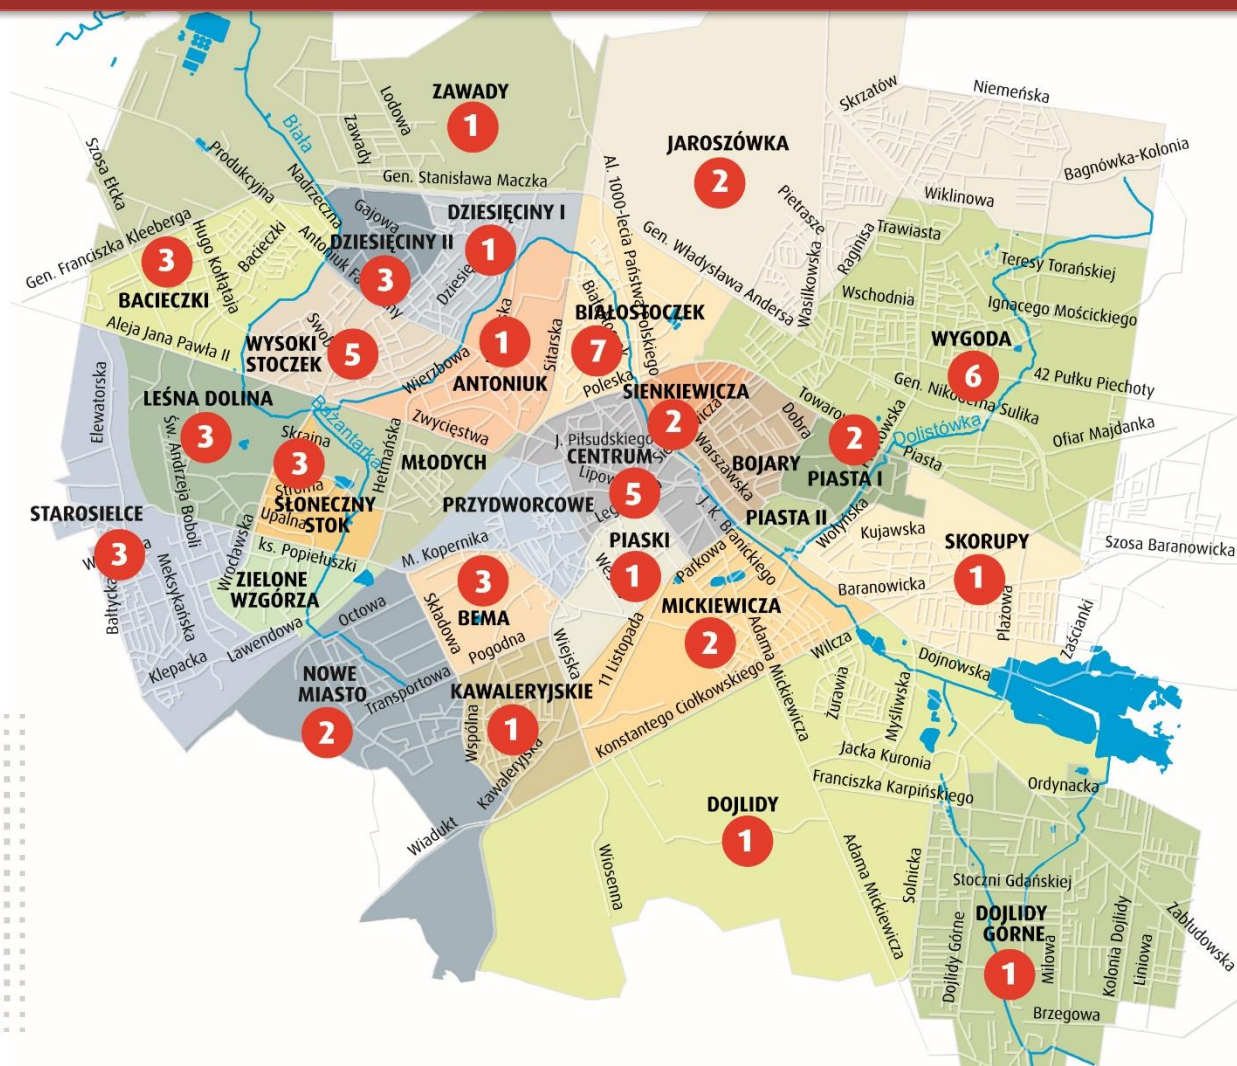 ZAWADY
1
Lodowa
Zawady
Biała
Produkcyjna
Nadrzeczna
Szosa Ełcka
Gen. Stanisława Maczka
Al. 1000-lecia Państwa Polskiego
JAROSZÓWKA
2
Skrzatów
Niemeńska
Bagnówka-Kolonia
Wiklinowa
Pietrasze
Wasilkowska
Raginisa
Trawiasta
Gen. Władysława Andersa
Gajowa
DZIESIĘCINY I
1
DZIESIĘCINY II
3
Gen. Franciszka Kleeberga
Hugo Kołłątaja
Bacieczki
3
BACIECZKI
Aleja Jana Pawła II
WYSOKI
STOCZEK
5
Wierzbowa
1
ANTONIUK
Sitarska
BIAŁOSTOCZEK
7
Poleska
Wschodnia
Teresy Torańskiej
Ignacego Mościckiego
WYGODA
6
42 Pułku Piechoty
Gen. Nikodema Sulika
Ofiar Majdanka
Dolistówka
Piasta
Elewatorska
LEŚNA DOLINA
3
Św. Andrzeja Boboli
Bażantarka
Skrajna
3
SŁONECZNY
STOK
Upalna
Zwycięstwa
Hetmańska
MŁODYCH
SIENKIEWICZA
2
Warszawska
Dobra
BOJARY
2
PIASTA I
PIASTA II
Wołyńska
J. Piłsudskiego
CENTRUM
5
PRZYDWORCOWE
M. Kopernika
STAROSIELCE
3
Bałtycka
Meksykańska
Klepacka
Wrocławska
ks. Popiełuszki
ZIELONE
WZGÓRZA
Lawendowa
Octowa
3
BEMA
Składowa
Pogodna
PIASKI
1
Parkowa
J. K. Branickiego
MICKIEWICZA
2
Adama Mickiewicza
Wiejska
11 Listopada
Konstantego Ciołkowskiego
Kujawska
SKORUPY
1
Baranowicka
Plażowa
Szosa Baranowicka
Zaścianki
Wilcza
Dojnowska
Żurawia
Myśliwska
NOWE
MIASTO
2
Transportowa
KAWALERYJSKIE
1
Wspólna
Kawaleryjska
Wiadukt
Jacka Kuronia
Franciszka Karpińskiego
Ordynacka
DOJLIDY
1
Wiosenna
Adama Mickiewicza
Solnicka
Stoczni Gdańskiej
DOJLIDY
GÓRNE
1
Dojlidy Górne
Miłowa
Kolonia Dojlidy
Liniowa
Zabłudowska
Brzegowa